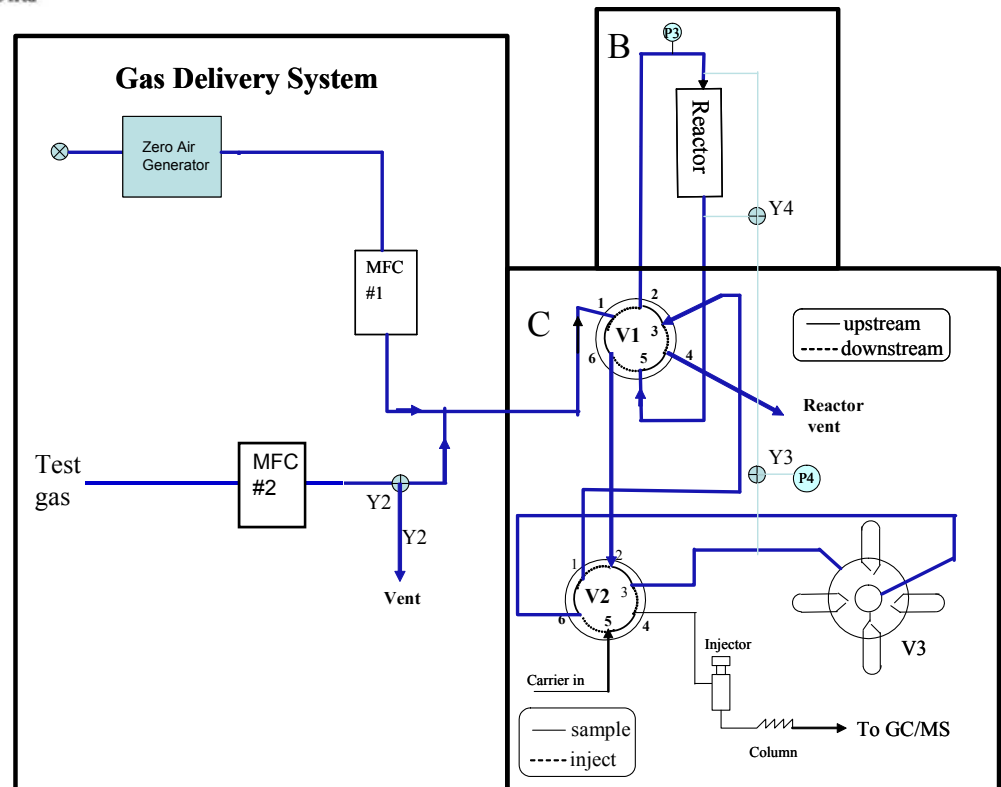 Gas Delivery System
Zero Air
Generator
MFC
#1
Test
gas
MFC
#2
Y2
Y2
Vent
B
P3
Reactor
Y4
C
1
2
3
4
5
6
V1
upstream
downstream
Reactor
vent
Y3
P4
1
2
3
4
5
6
V2
V3
Carrier in
Injector
sample
inject
Column
To GC/MS